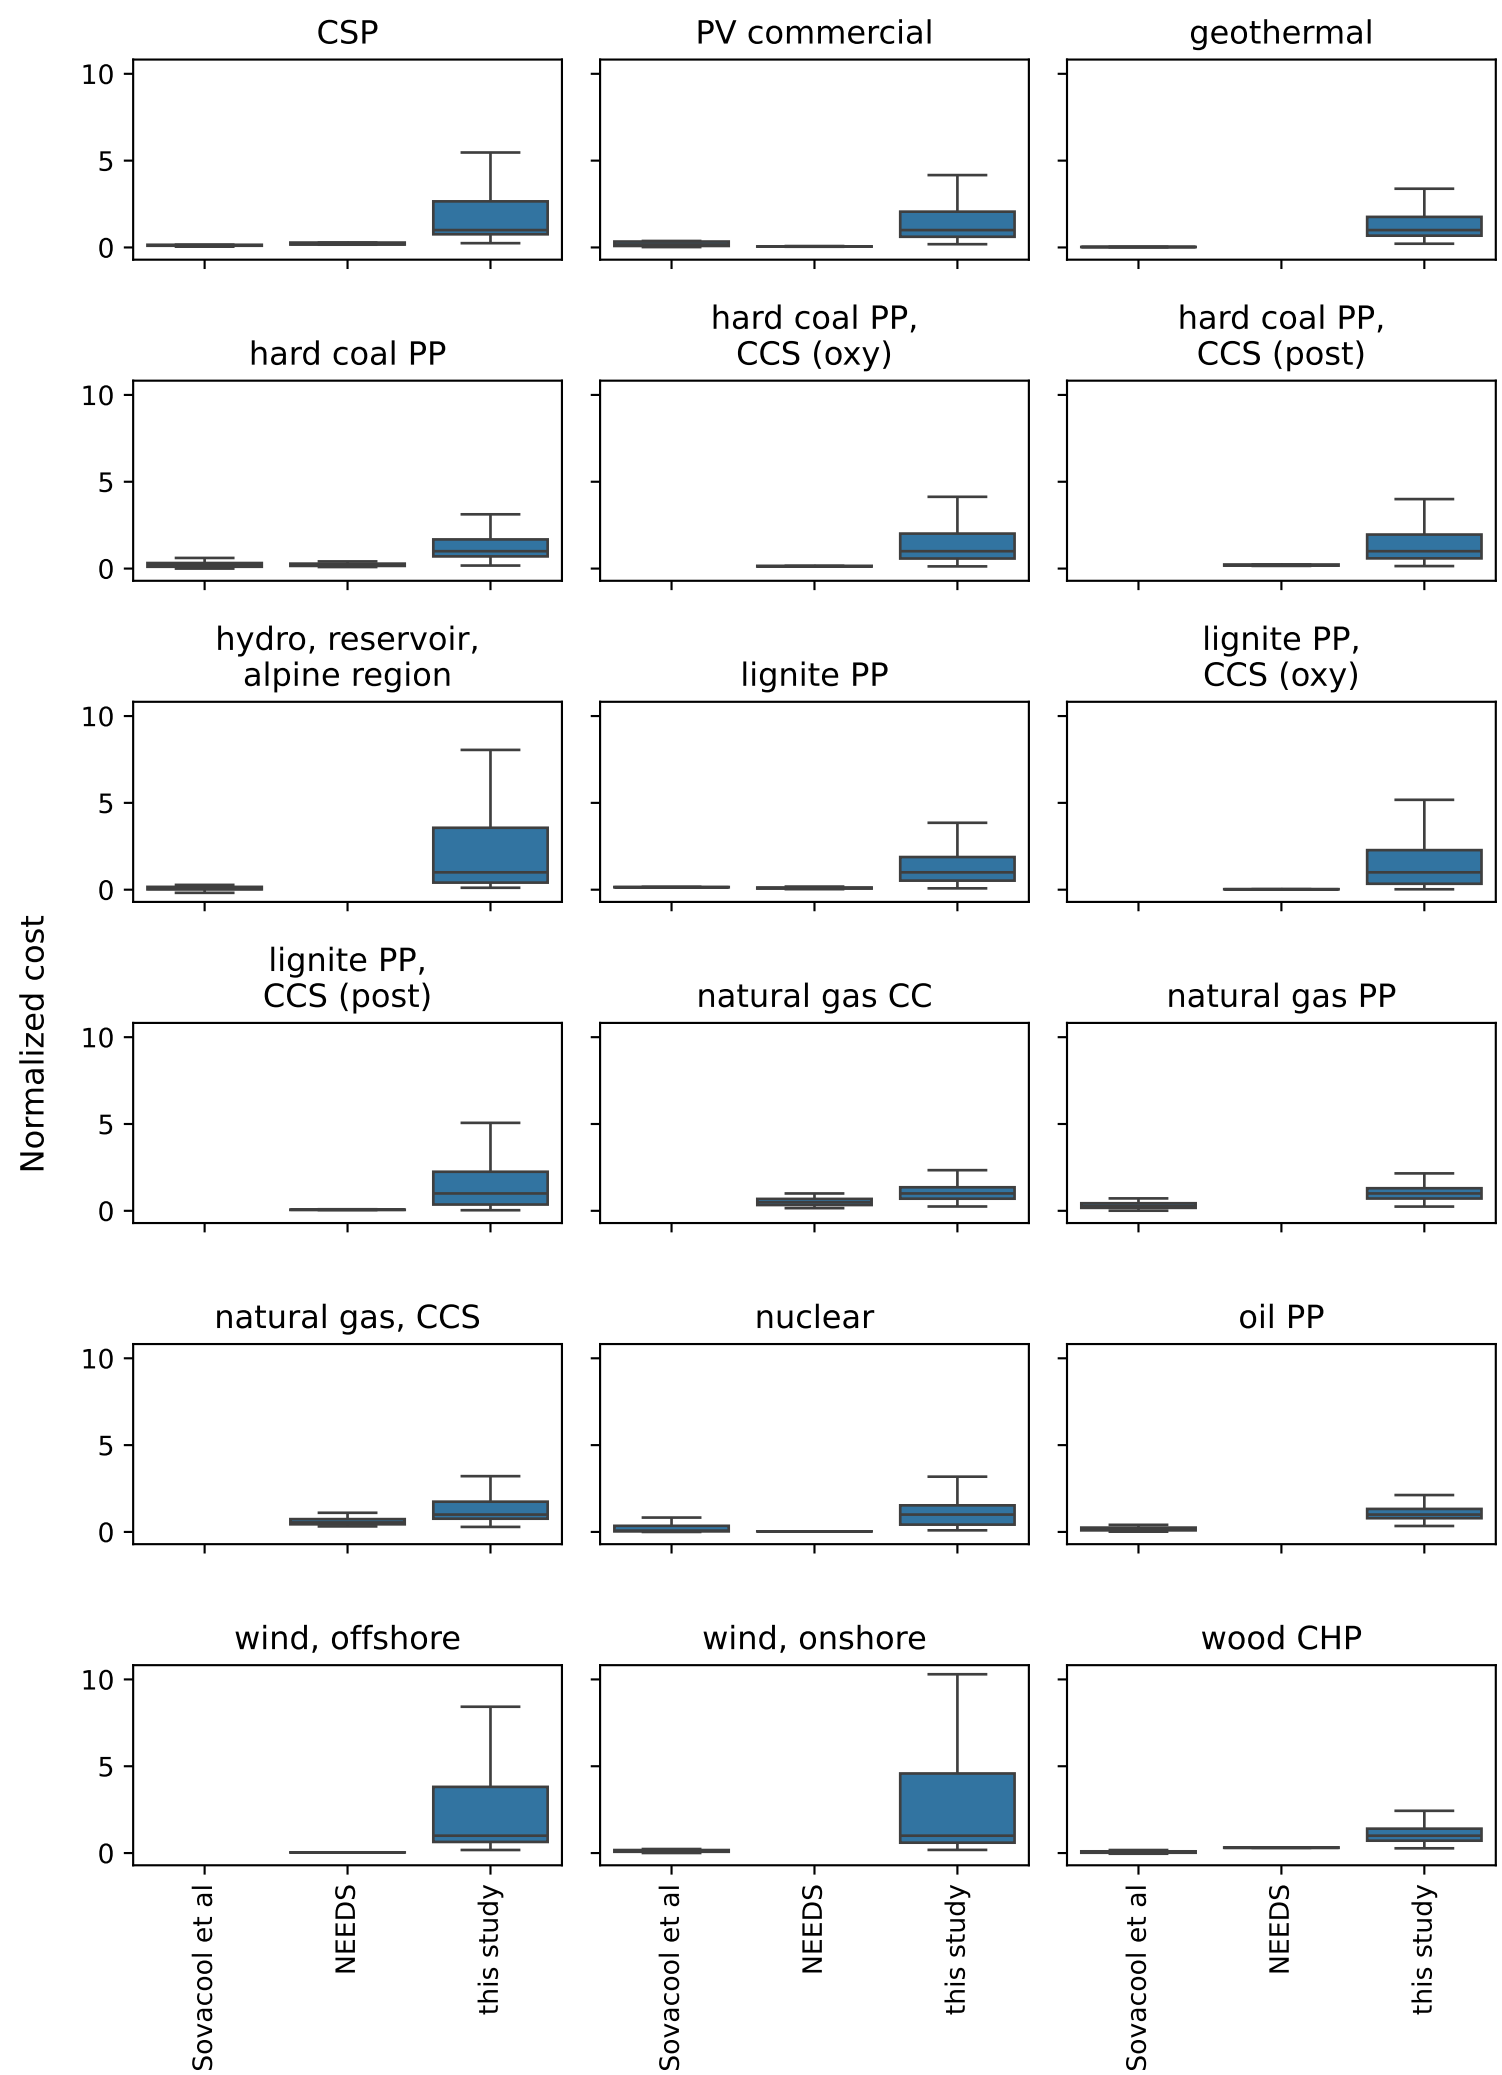 CSP
PV commercial
geothermal
10
5
0
hard coal PP
hard coal PP,
CCS (oxy)
hard coal PP,
CCS (post)
10
5
0
hydro, reservoir,
alpine region
lignite PP
lignite PP,
CCS (oxy)
10
5
0
Normalized cost
lignite PP,
CCS (post)
natural gas CC
natural gas PP
10
5
0
natural gas, CCS
nuclear
oil PP
10
5
0
wind, offshore
wind, onshore
wood CHP
10
5
0
Sovacool et al
NEEDS
this study
Sovacool et al
NEEDS
this study
Sovacool et al
NEEDS
this study